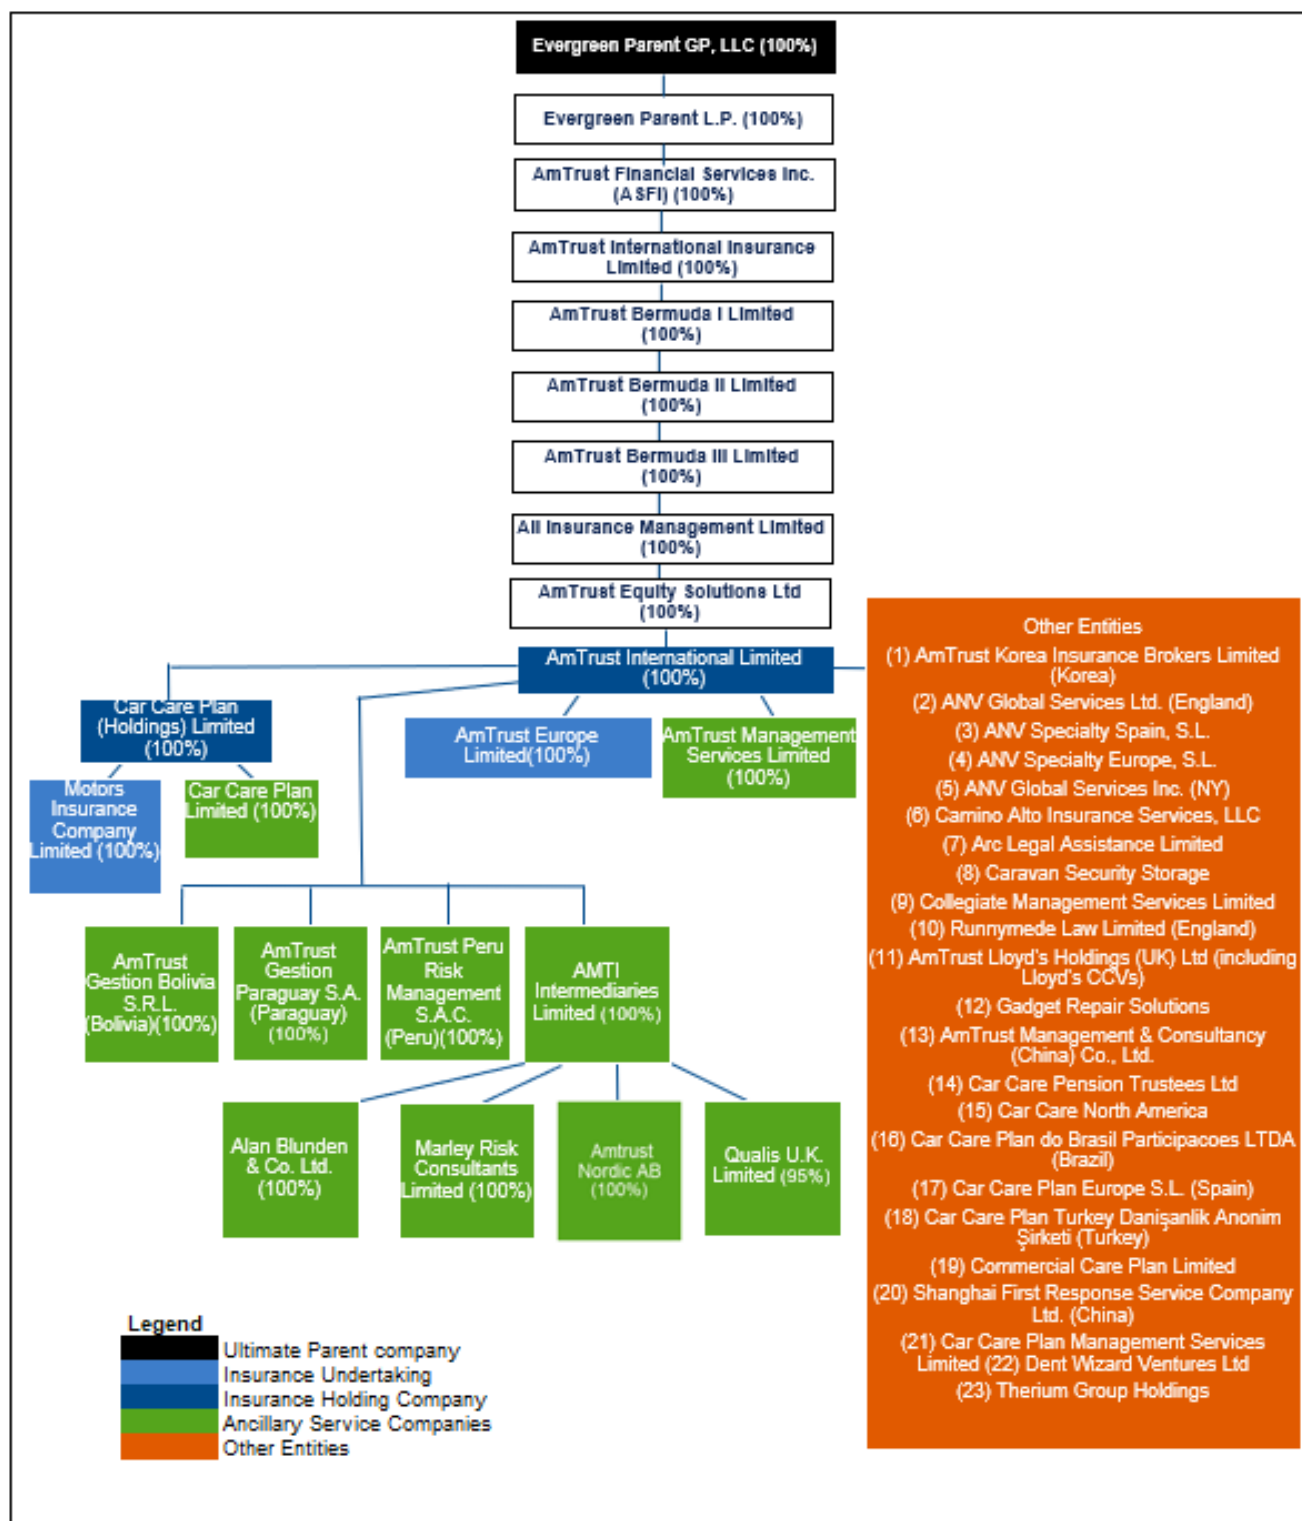 Evergreen Parent GP, LLC (100%)
Evergreen Parent L.P. (100%)
AmTrust Financial Services Inc.
(ASFI) (100%)
AmTrust International Insurance
Limited (100%)
AmTrust Bermuda I Limited
(100%)
AmTrust Bermuda II Limited
(100%)
AmTrust Bermuda III Limited
(100%)
AII Insurance Management Limited
(100%)
AmTrust Equity Solutions Ltd
(100%)
AmTrust International Limited
(100%)
Car Care Plan
(Holdings) Limited
(100%)
AmTrust Europe
Limited(100%)
AmTrust Management
Services Limited
(100%)
Motors
Insurance
Company
Limited (100%)
Car Care Plan
Limited (100%)
AmTrust
Gestion Bolivia
S.R.L.
(Bolivia)(100%)
AmTrust
Gestion
Paraguay S.A.
(Paraguay)
(100%)
AmTrust Peru
Risk
Management
S.A.C.
(Peru)(100%)
AMTI
Intermediaries
Limited (100%)
Alan Blunden
& Co. Ltd.
(100%)
Marley Risk
Consultants
Limited (100%)
Amtrust
Nordic AB
(100%)
Qualis U.K.
Limited (95%)
Other Entities
(1) AmTrust Korea Insurance Brokers Limited
(Korea)
(2) ANV Global Services Ltd. (England)
(3) ANV Specialty Spain, S.L.
(4) ANV Specialty Europe, S.L.
(5) ANV Global Services Inc. (NY)
(6) Camino Alto Insurance Services, LLC
(7) Arc Legal Assistance Limited
(8) Caravan Security Storage
(9) Collegiate Management Services Limited
(10) Runnymede Law Limited (England)
(11) AmTrust Lloyd's Holdings (UK) Ltd (including
Lloyd's CCVs)
(12) Gadget Repair Solutions
(13) AmTrust Management & Consultancy
(China) Co., Ltd.
(14) Car Care Pension Trustees Ltd
(15) Car Care North America
(16) Car Care Plan do Brasil Participacoes LTDA
(Brazil)
(17) Car Care Plan Europe S.L. (Spain)
(18) Car Care Plan Turkey Danişanlik Anonim
Şirketi (Turkey)
(19) Commercial Care Plan Limited
(20) Shanghai First Response Service Company
Ltd. (China)
(21) Car Care Plan Management Services
Limited (22) Dent Wizard Ventures Ltd
(23) Therium Group Holdings
Legend
Ultimate Parent company
Insurance Undertaking
Insurance Holding Company
Ancillary Service Companies
Other Entities